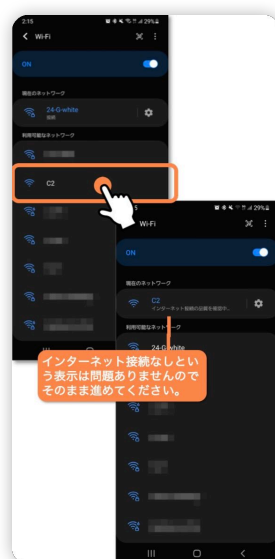 2:15
29%
Wi-Fi
ON
現在のネットワーク
24-G-white
接続
利用可能なネットワーク
C2
5
29%
Wi-Fi
ON
現在のネットワーク
C2
インターネット接続の品質を確認中。
利用可能なネットワーク
24-G-white
インターネット接続なしとい
う表示は問題ありませんので
そのまま進めてください。